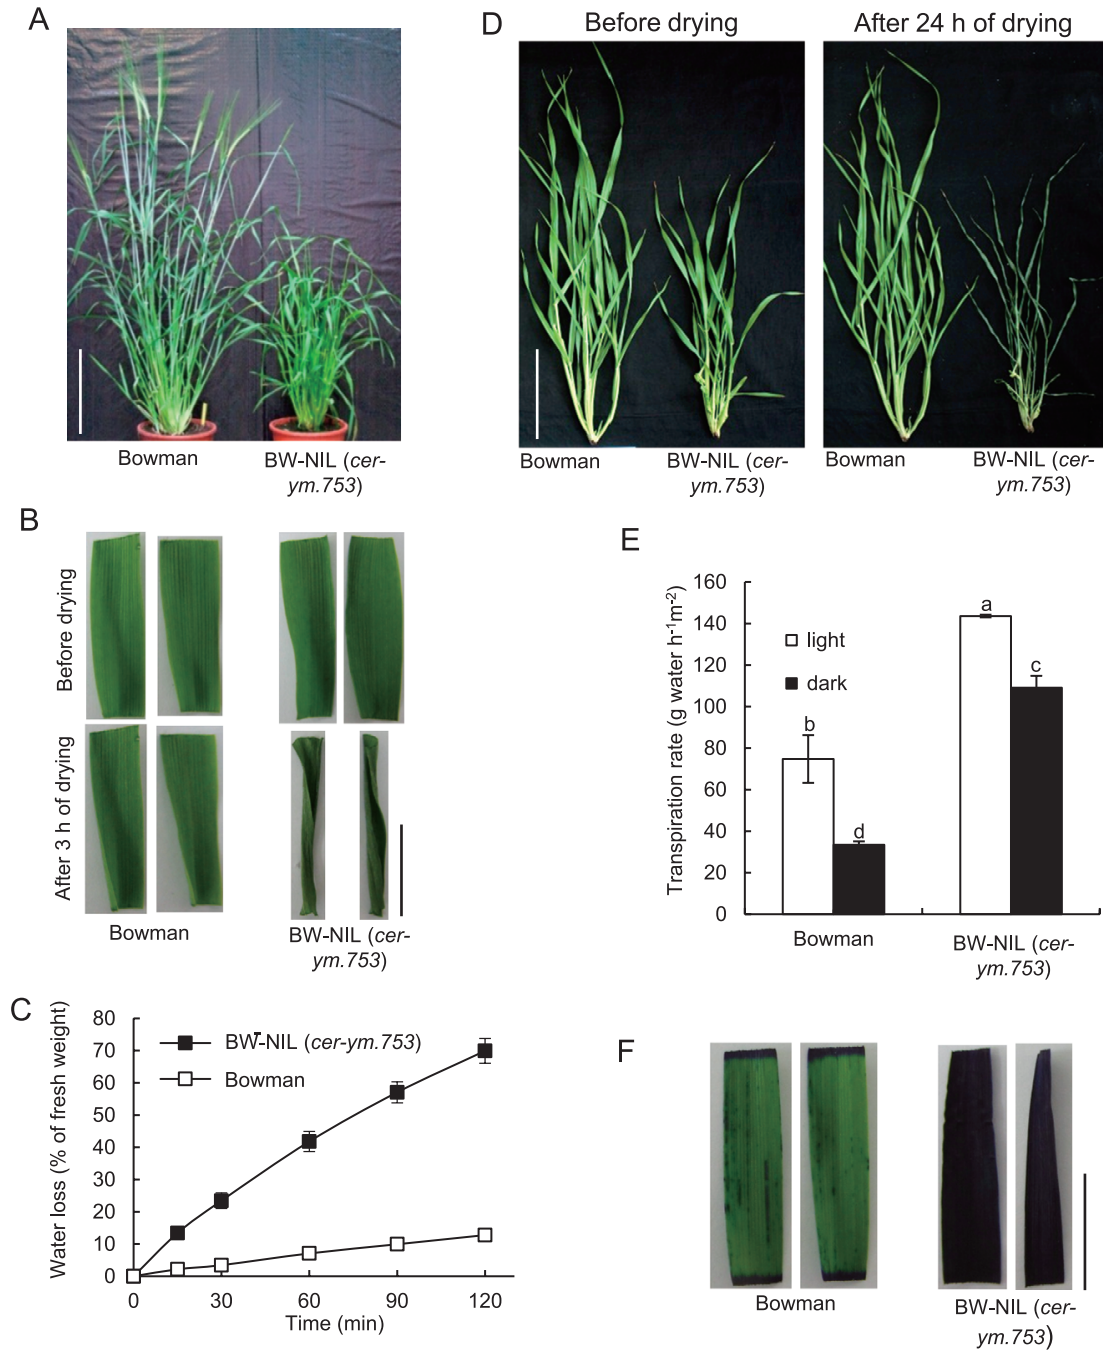 A
Bowman
BW-NIL (cer-
ym.753)
D
Before drying
After 24 h of drying
Bowman
BW-NIL (cer-
ym.753)
Bowman
BW-NIL (cer-
ym.753)
B
Before drying
After 3 h of drying
Bowman
BW-NIL (cer-
ym.753)
E
Transpiration rate (g water h⁻¹m⁻²)
160
140
120
100
80
60
40
20
0
light
dark
b
d
a
c
Bowman
BW-NIL (cer-
ym.753)
C
Water loss (% of fresh weight)
80
70
60
50
40
30
20
10
0
BW-NIL (cer-ym.753)
Bowman
0
30
60
90
120
Time (min)
F
Bowman
BW-NIL (cer-
ym.753)